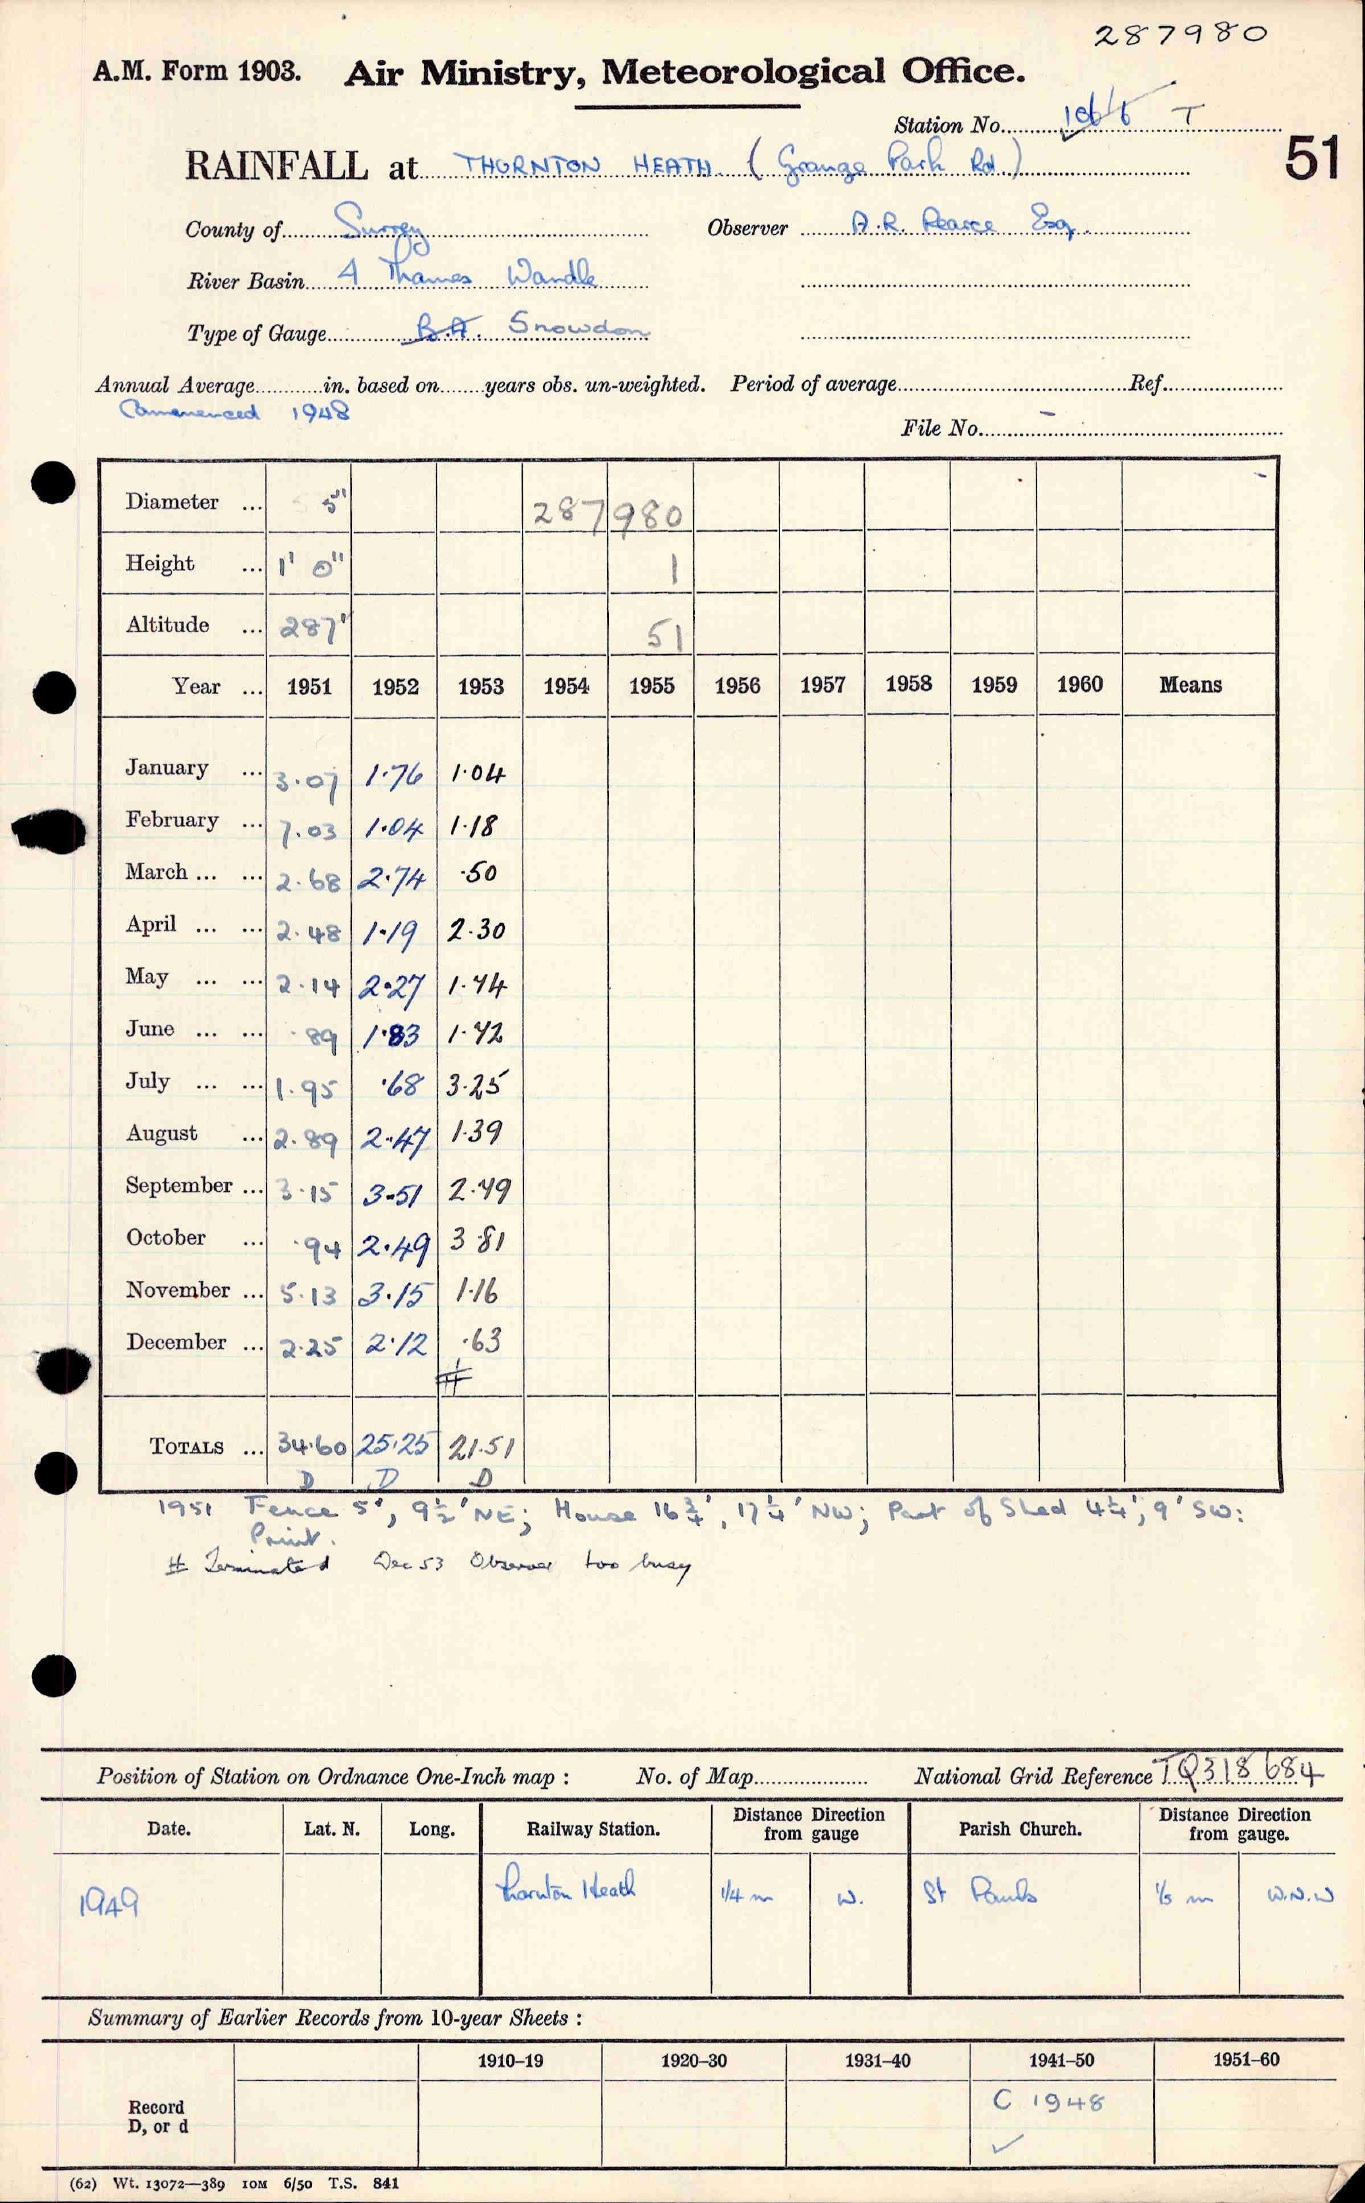 287980
A.M. Form 1903. Air Ministry, Meteorological Office.
Station No. T
51
RAINFALL at THORNTON HEATH (Grange Park Rd)
County of Surrey Observer A.R. Pearce Esq.
River Basin 4 Thames Wandle
Type of Gauge B.A. Snowdon
Annual Average in. based on years obs. un-weighted. Period of average Ref.
Commenced 1948
File No. -
Diameter ... 5" 287980
Height ... 1' 0" 1
Altitude ... 287' 51
Year ... 1951 1952 1953 1954 1955 1956 1957 1958 1959 1960 Means
January ... 3.07 1.76 1.04
February ... 7.03 1.04 1.18
March ... ... 2.68 2.74 .50
April ... ... 2.48 1.19 2.30
May ... ... 2.14 2.27 1.74
June ... ... .89 1.83 1.72
July ... ... 1.95 .68 3.25
August ... 2.89 2.47 1.39
September ... 3.15 3.51 2.79
October ... .94 2.49 3.81
November ... 5.13 3.15 1.16
December ... 2.25 2.12 .63
#
TOTALS ... 34.60 25.25 21.51
D D D
1951 Fence 5', 9½' NE; House 16¾', 17¼' NW; Part of Shed 4¼', 9' SW:
Print.
# Terminated Dec 53 Observer too busy
Position of Station on Ordnance One-Inch map : No. of Map National Grid Reference TQ318684
Date. Lat. N. Long. Railway Station. Distance Direction from gauge Parish Church. Distance Direction from gauge.
1949 Thornton Heath 1/4 m W. St Pauls 1/5 m W.N.W
Summary of Earlier Records from 10-year Sheets :
1910–19 1920–30 1931–40 1941–50 1951–60
Record D, or d C 1948
✓
(62) Wt. 13072—389 10M 6/50 T.S. 841